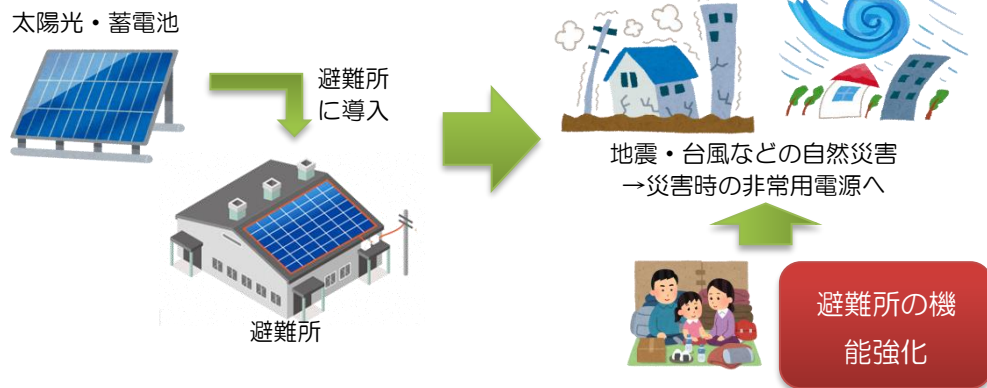 太陽光・蓄電池
避難所
に導入
避難所
地震・台風などの自然災害
→災害時の非常用電源へ
避難所の機
能強化